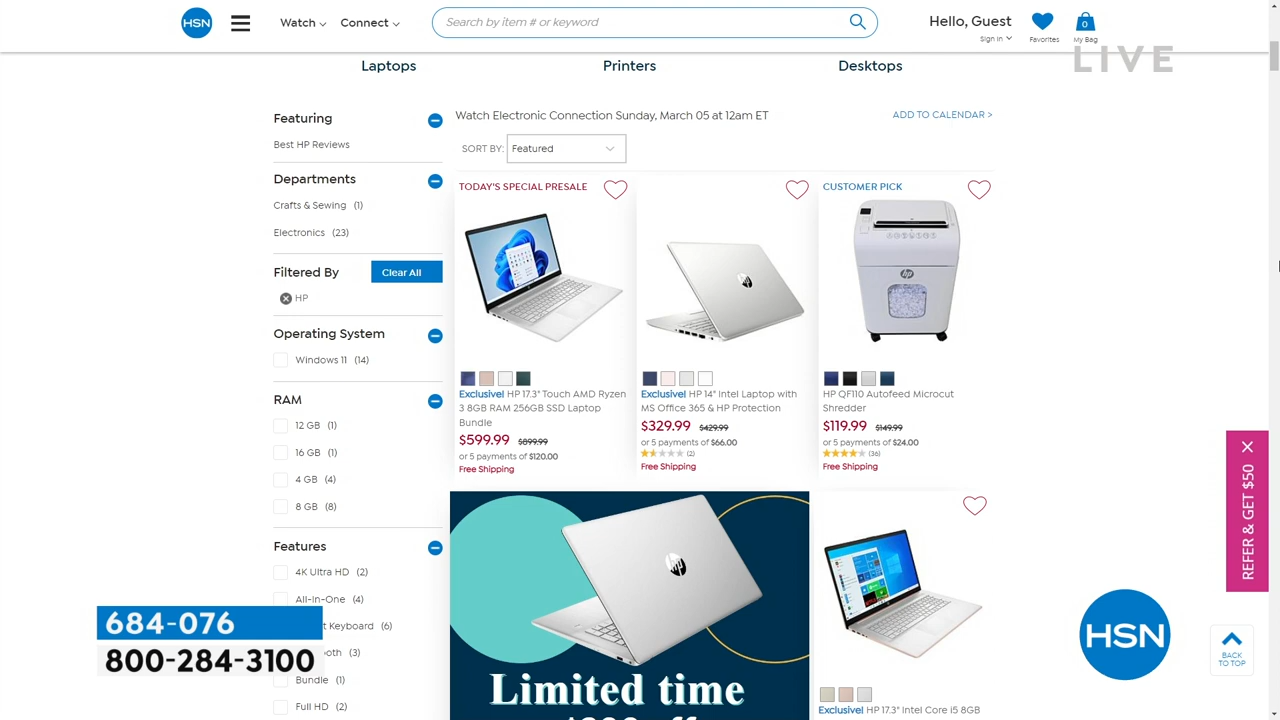 HSN
Watch
Connect
Search by item # or keyword
Hello, Guest
Sign In
Favorites
0
My Bag
LIVE
Laptops
Printers
Desktops
Featuring
Best HP Reviews
Departments
Crafts & Sewing (1)
Electronics (23)
Filtered By
Clear All
HP
Operating System
Windows 11 (14)
RAM
12 GB (1)
16 GB (1)
4 GB (4)
8 GB (8)
Features
4K Ultra HD (2)
All-In-One (4)
t Keyboard (6)
ooth (3)
Bundle (1)
Full HD (2)
684-076
800-284-3100
Watch Electronic Connection Sunday, March 05 at 12am ET
ADD TO CALENDAR >
SORT BY:
Featured
TODAY'S SPECIAL PRESALE
Exclusive! HP 17.3" Touch AMD Ryzen
3 8GB RAM 256GB SSD Laptop
Bundle
$599.99 $899.99
or 5 payments of $120.00
Free Shipping
hp
Exclusive! HP 14" Intel Laptop with
MS Office 365 & HP Protection
$329.99 $429.99
or 5 payments of $66.00
(2)
Free Shipping
CUSTOMER PICK
hp
HP QF110 Autofeed Microcut
Shredder
$119.99 $149.99
or 5 payments of $24.00
(36)
Free Shipping
hp
Limited time
Exclusive! HP 17.3" Intel Core i5 8GB
REFER & GET $50
HSN
BACK
TO TOP